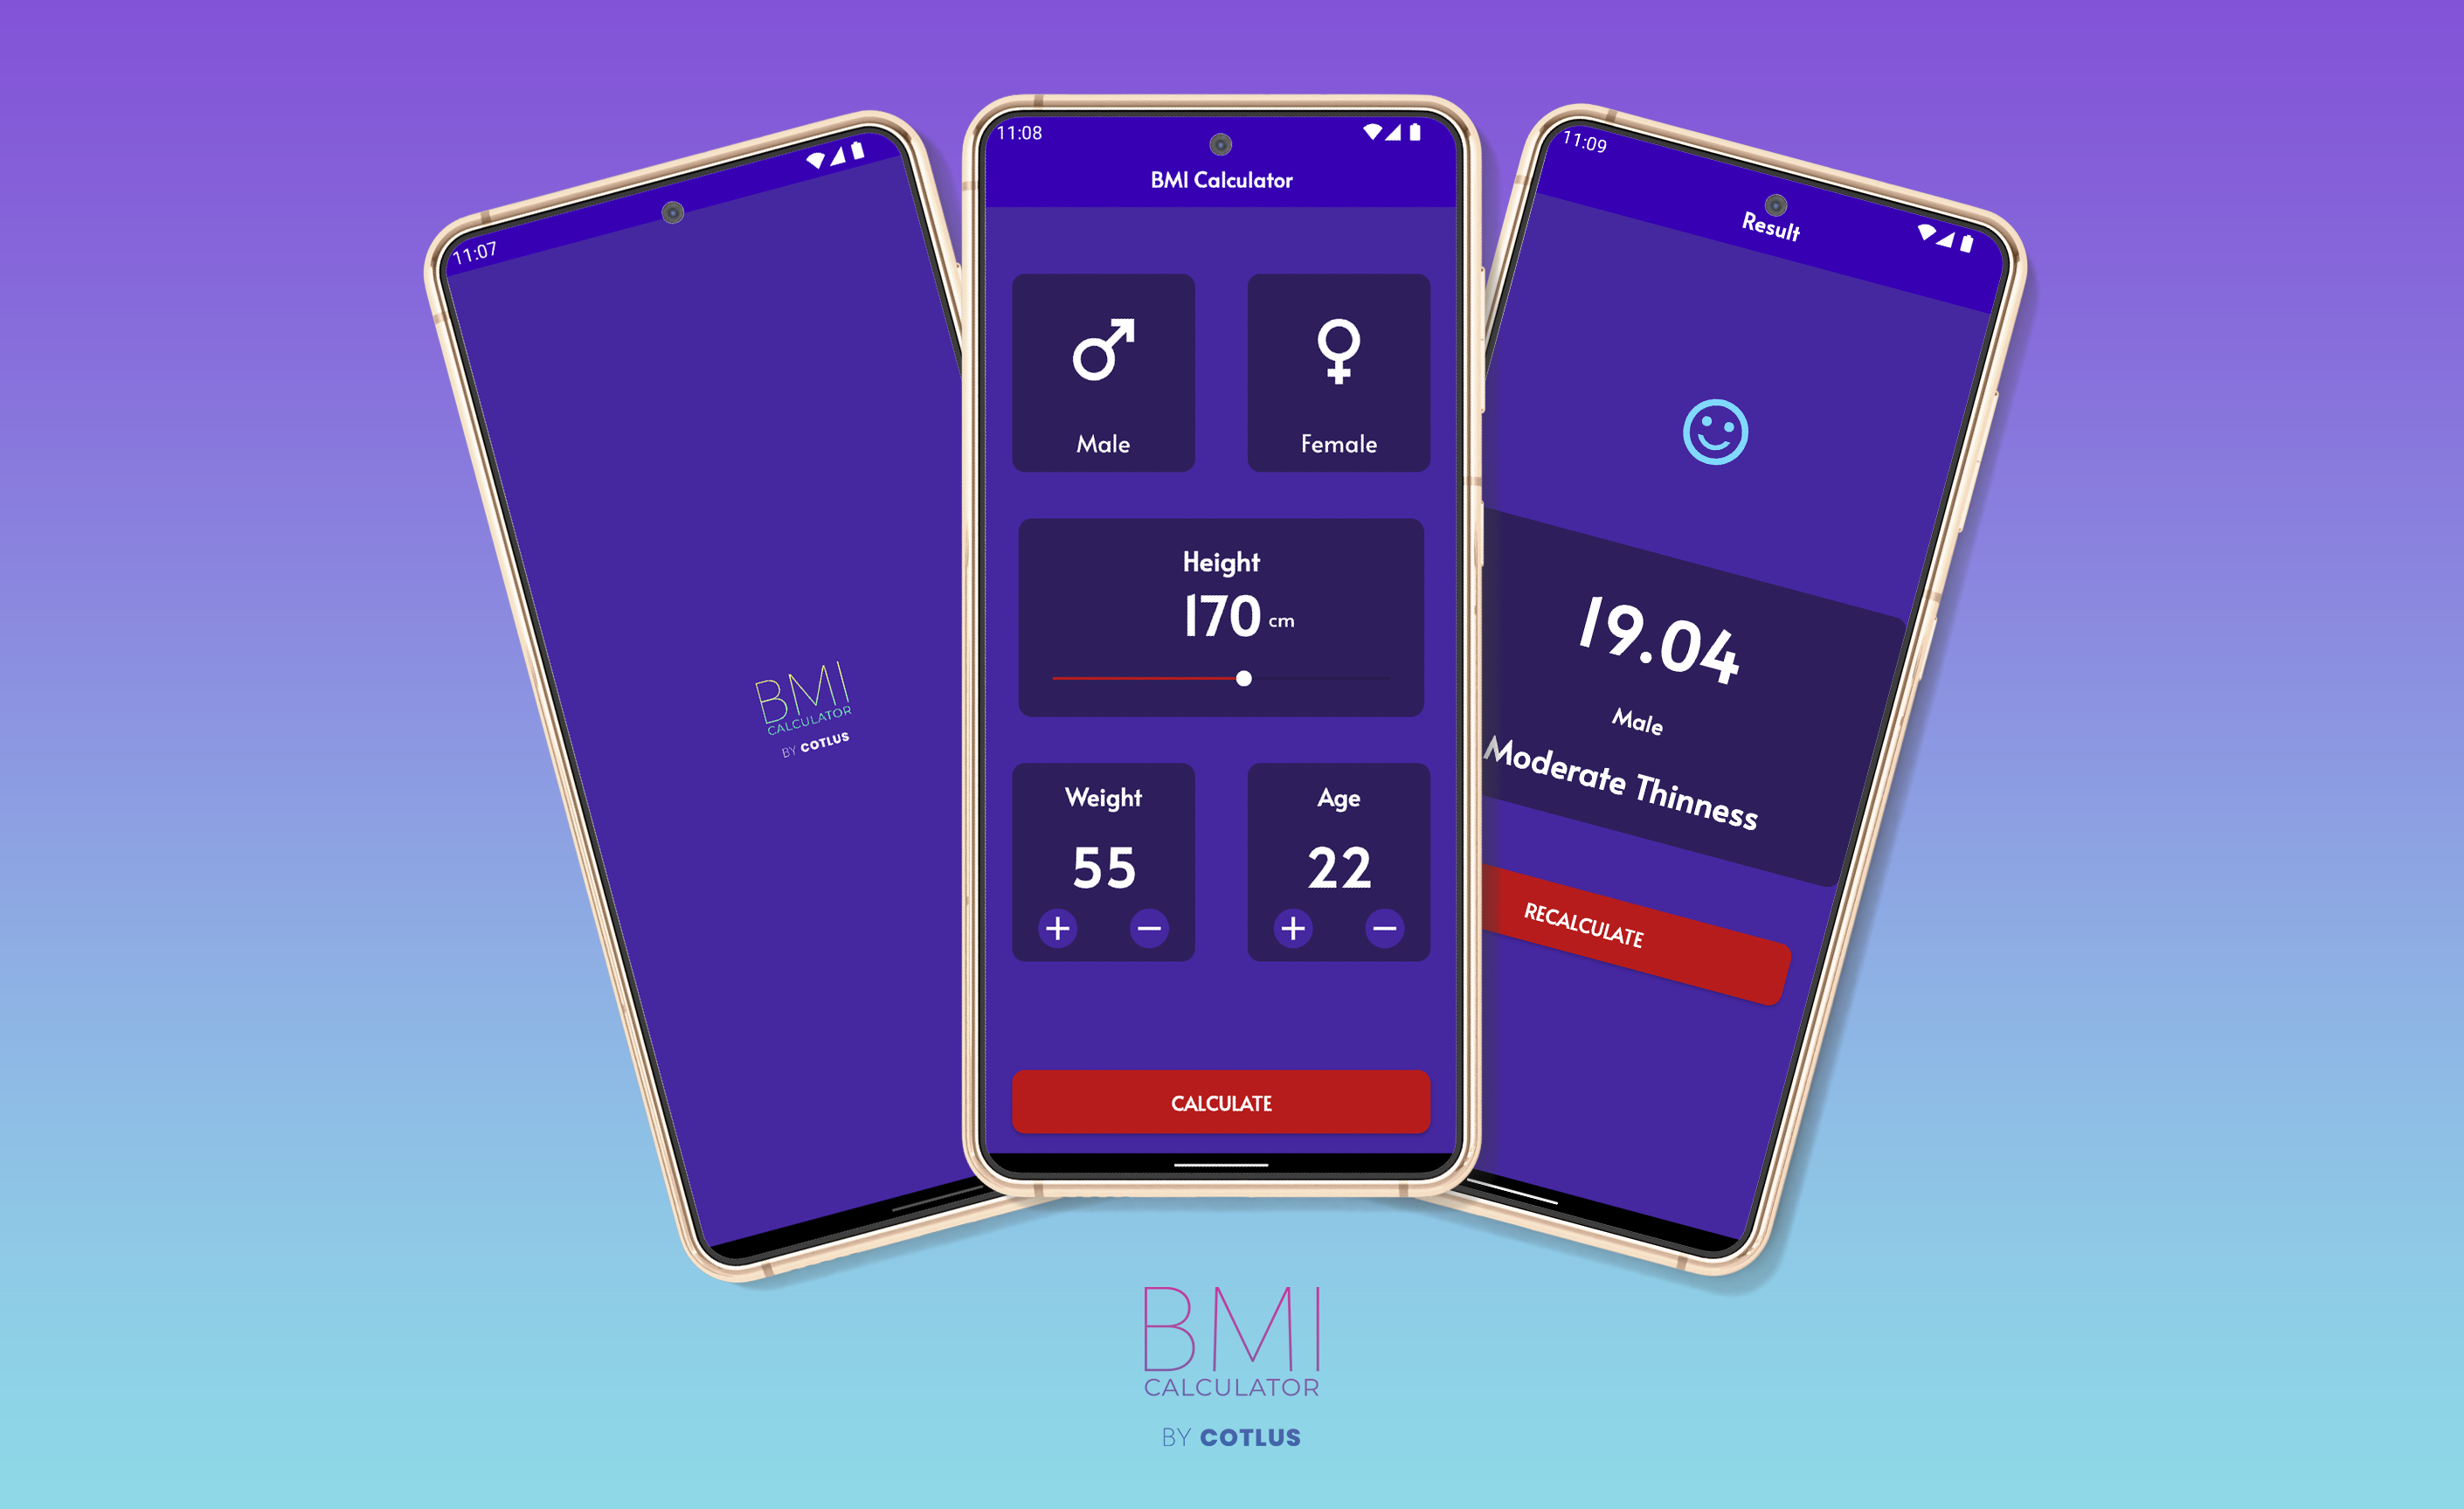 11:07
BMI
CALCULATOR
BY COTLUS
11:08
BMI Calculator
Male
Female
Height
170 cm
Weight
55
Age
22
CALCULATE
11:09
Result
19.04
Male
Moderate Thinness
RECALCULATE
BMI
CALCULATOR
BY COTLUS